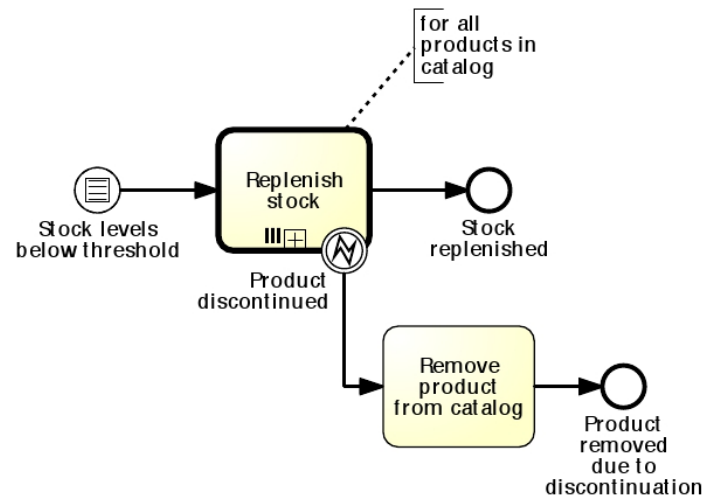 for all
products in
catalog
Replenish
stock
Stock levels
below threshold
Stock
replenished
Product
discontinued
Remove
product
from catalog
Product
removed
due to
discontinuation